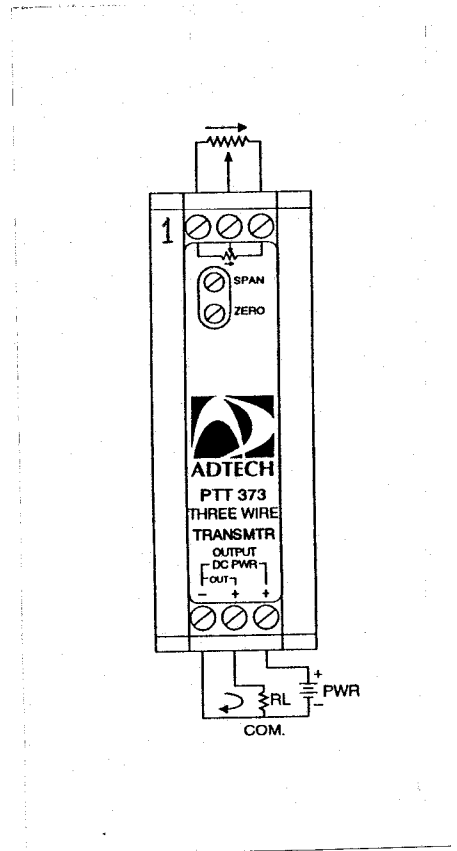 1
SPAN
ZERO
ADTECH
PTT 373
THREE WIRE
TRANSMTR
OUTPUT
DC PWR
OUT
- + +
+
RL
PWR
-
COM.